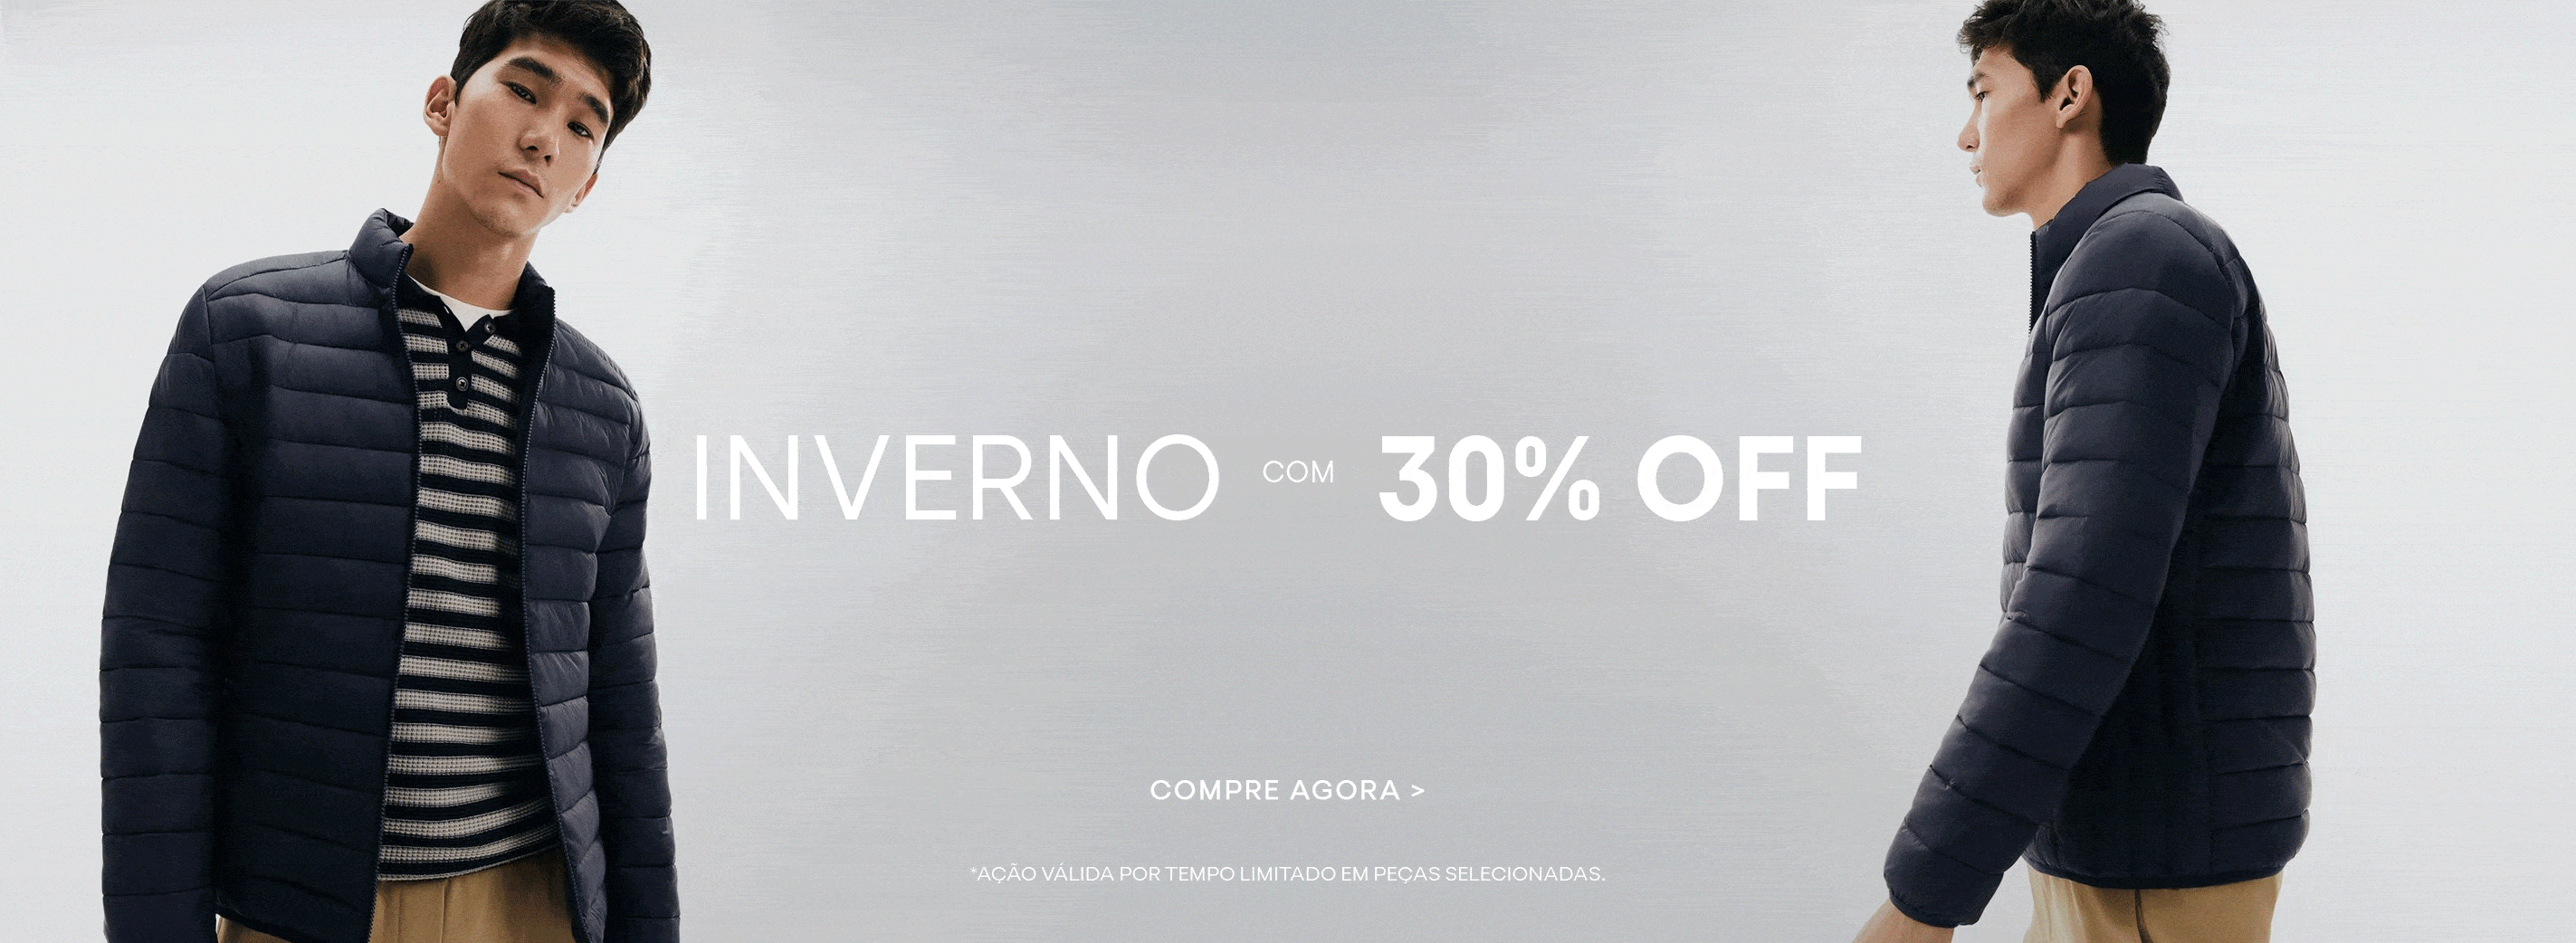 INVERNO COM 30% OFF
COMPRE AGORA >
*AÇÃO VÁLIDA POR TEMPO LIMITADO EM PEÇAS SELECIONADAS.